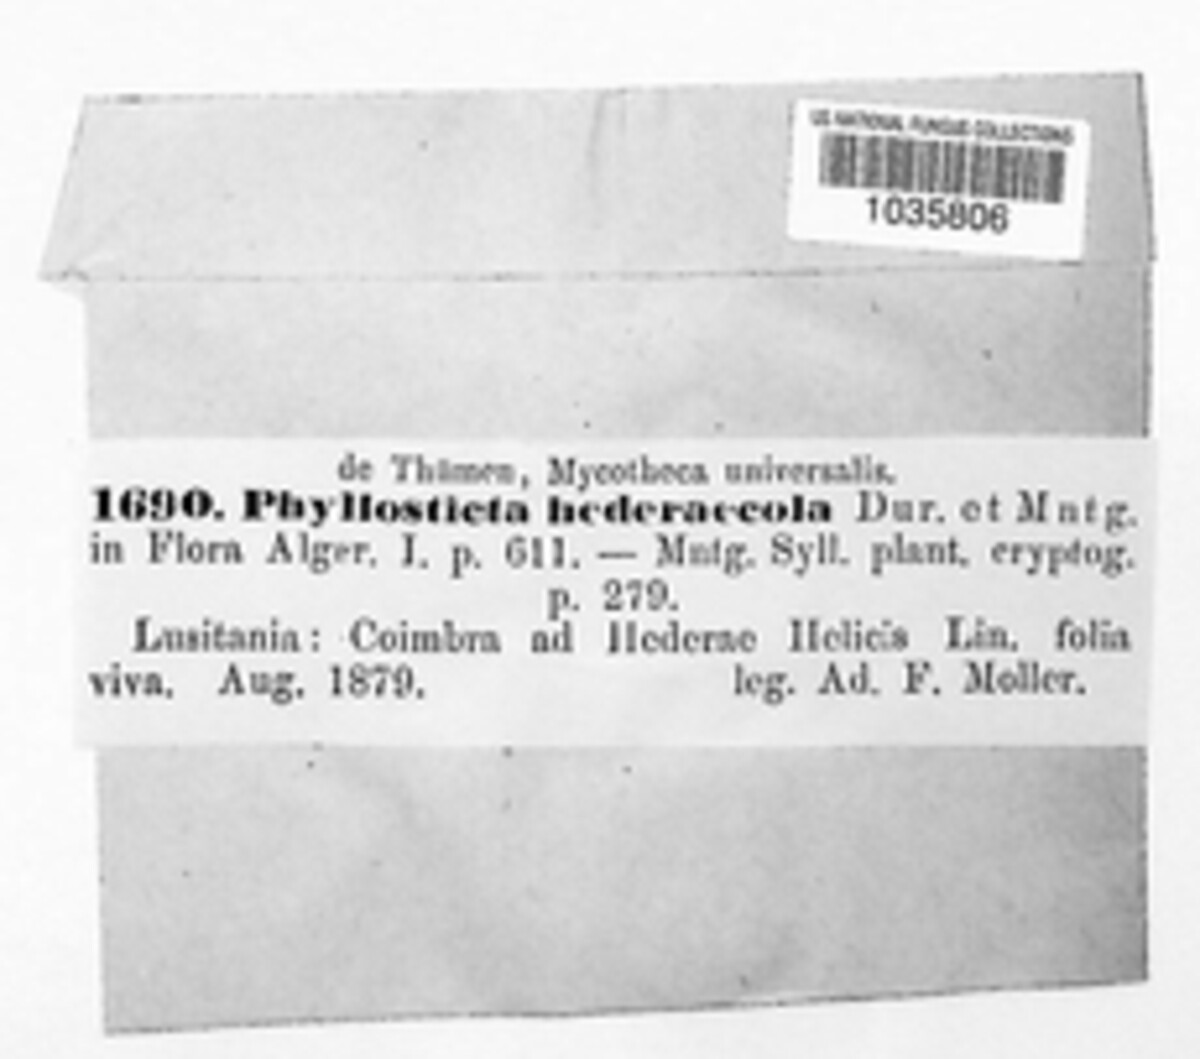 US NATIONAL FUNGUS COLLECTIONS
1035806
de Thümen, Mycotheca universalis.
1690. Phyllosticta hederaecola Dur. et Mntg.
in Flora Alger. I. p. 611. — Mntg. Syll. plant. cryptog.
p. 279.
Lusitania: Coimbra ad Hederae Helicis Lin. folia
viva. Aug. 1879. leg. Ad. F. Moller.